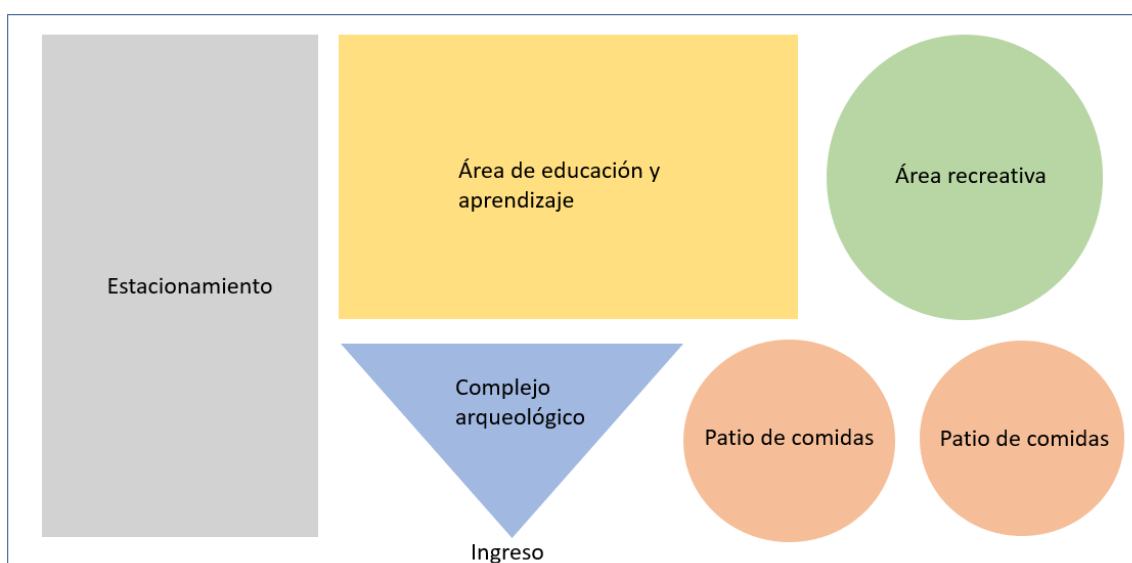 Área de educación y
aprendizaje
Área recreativa
Estacionamiento
Complejo
arqueológico
Patio de comidas
Patio de comidas
Ingreso